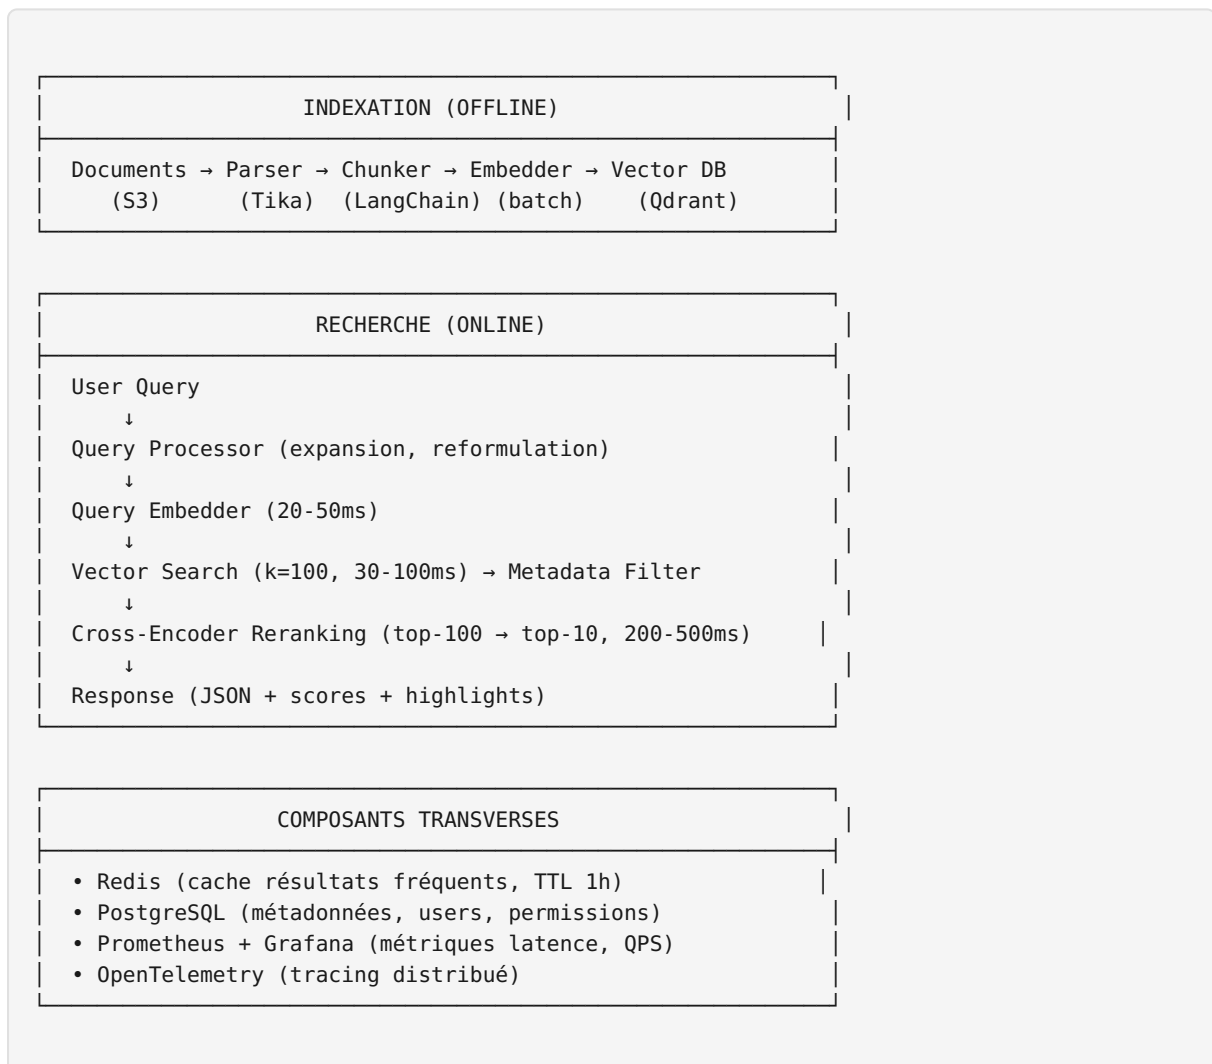 INDEXATION (OFFLINE)
Documents → Parser → Chunker → Embedder → Vector DB
(S3) (Tika) (LangChain) (batch) (Qdrant)
RECHERCHE (ONLINE)
User Query
↓
Query Processor (expansion, reformulation)
↓
Query Embedder (20-50ms)
↓
Vector Search (k=100, 30-100ms) → Metadata Filter
↓
Cross-Encoder Reranking (top-100 → top-10, 200-500ms)
↓
Response (JSON + scores + highlights)
COMPOSANTS TRANSVERSES
• Redis (cache résultats fréquents, TTL 1h)
• PostgreSQL (métadonnées, users, permissions)
• Prometheus + Grafana (métriques latence, QPS)
• OpenTelemetry (tracing distribué)